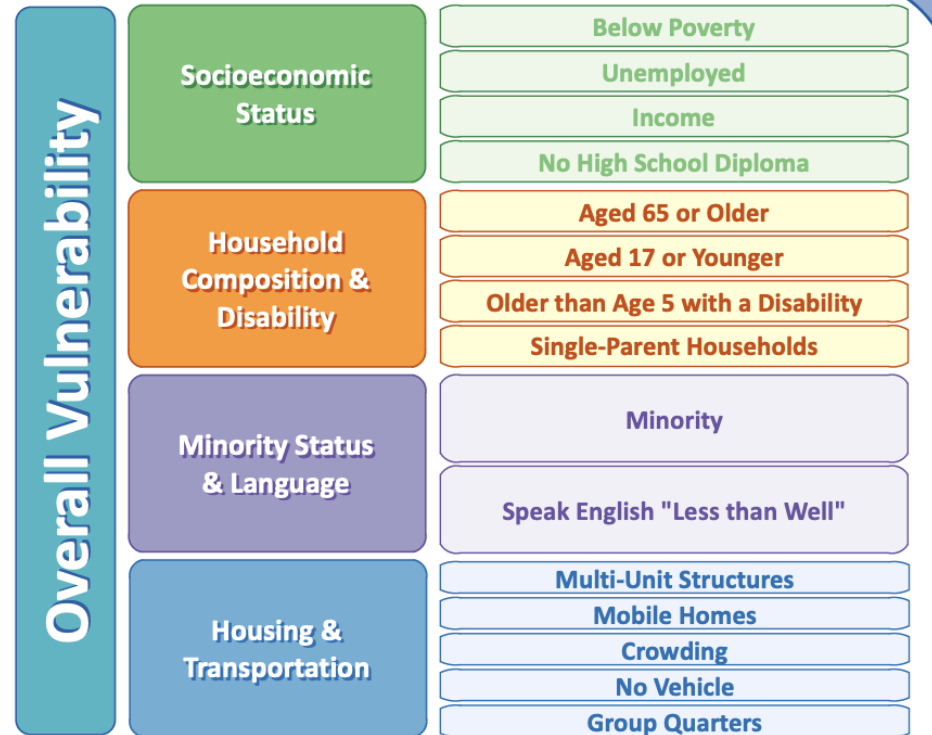 Overall Vulnerability
Socioeconomic
Status
Below Poverty
Unemployed
Income
No High School Diploma
Household
Composition &
Disability
Aged 65 or Older
Aged 17 or Younger
Older than Age 5 with a Disability
Single-Parent Households
Minority Status
& Language
Minority
Speak English "Less than Well"
Housing &
Transportation
Multi-Unit Structures
Mobile Homes
Crowding
No Vehicle
Group Quarters